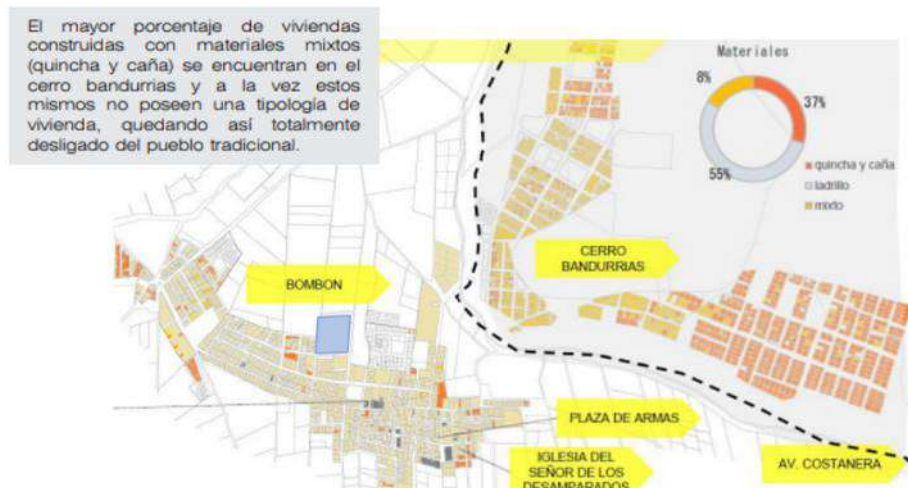 El mayor porcentaje de viviendas
construidas con materiales mixtos
(quincha y caña) se encuentran en el
cerro bandurrias y a la vez estos
mismos no poseen una tipología de
vivienda, quedando así totalmente
desligado del pueblo tradicional.
Materiales
8%
37%
55%
quincha y caña
ladrillo
mixto
CERRO
BANDURRIAS
BOMBON
PLAZA DE ARMAS
IGLESIA DEL
SEÑOR DE LOS
DESAMPARADOS
AV. COSTANERA